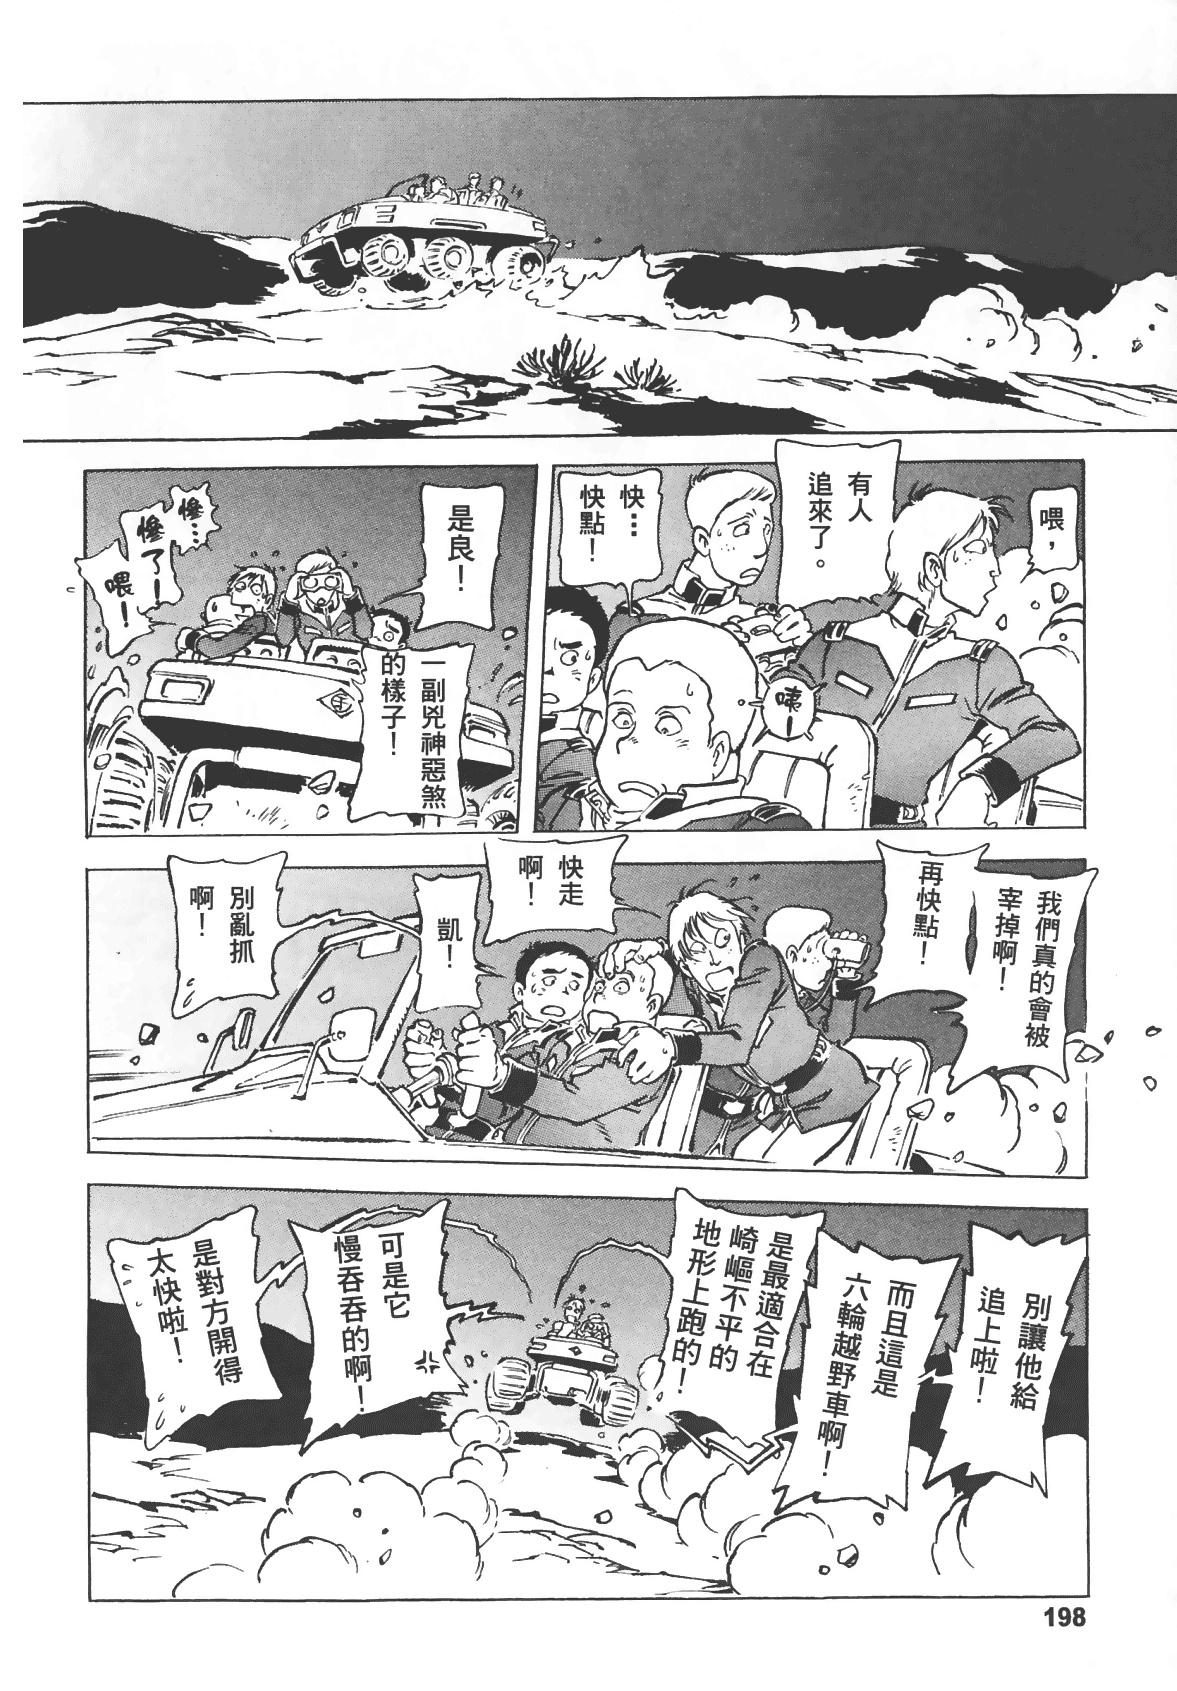 喂，
有人
追來了。
咦！
快…
快點！
是良！
一副兇神惡煞
的樣子！
慘…
慘了！
喂！
我們真的會被
宰掉啊！
再快點！
快走
啊！
凱！
別亂抓
啊！
別讓他給
追上啦！
而且這是
六輪越野車啊！
是最適合在
崎嶇不平的
地形上跑的！
可是它
慢吞吞的啊！
是對方開得
太快啦！
198